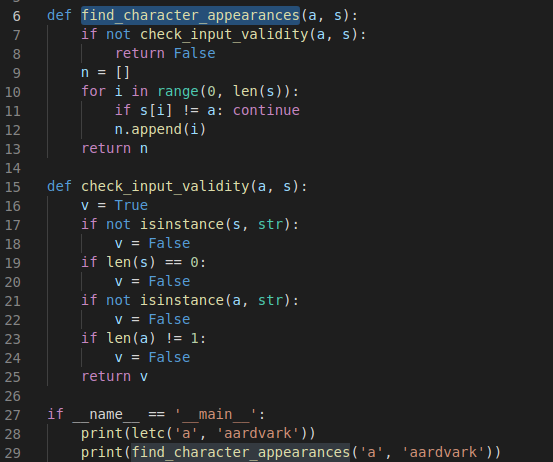 6 def find_character_appearances(a, s):
7     if not check_input_validity(a, s):
8         return False
9     n = []
10     for i in range(0, len(s)):
11         if s[i] != a: continue
12         n.append(i)
13     return n
14
15 def check_input_validity(a, s):
16     v = True
17     if not isinstance(s, str):
18         v = False
19     if len(s) == 0:
20         v = False
21     if not isinstance(a, str):
22         v = False
23     if len(a) != 1:
24         v = False
25     return v
26
27 if __name__ == '__main__':
28     print(letc('a', 'aardvark'))
29     print(find_character_appearances('a', 'aardvark'))